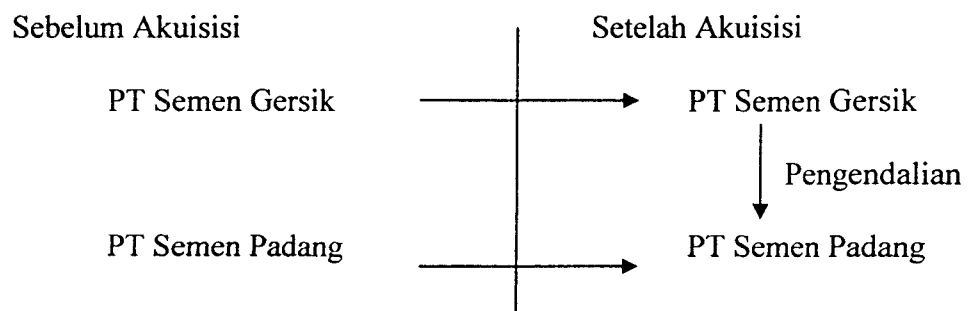 Sebelum Akuisisi Setelah Akuisisi
PT Semen Gersik PT Semen Gersik
Pengendalian
PT Semen Padang PT Semen Padang